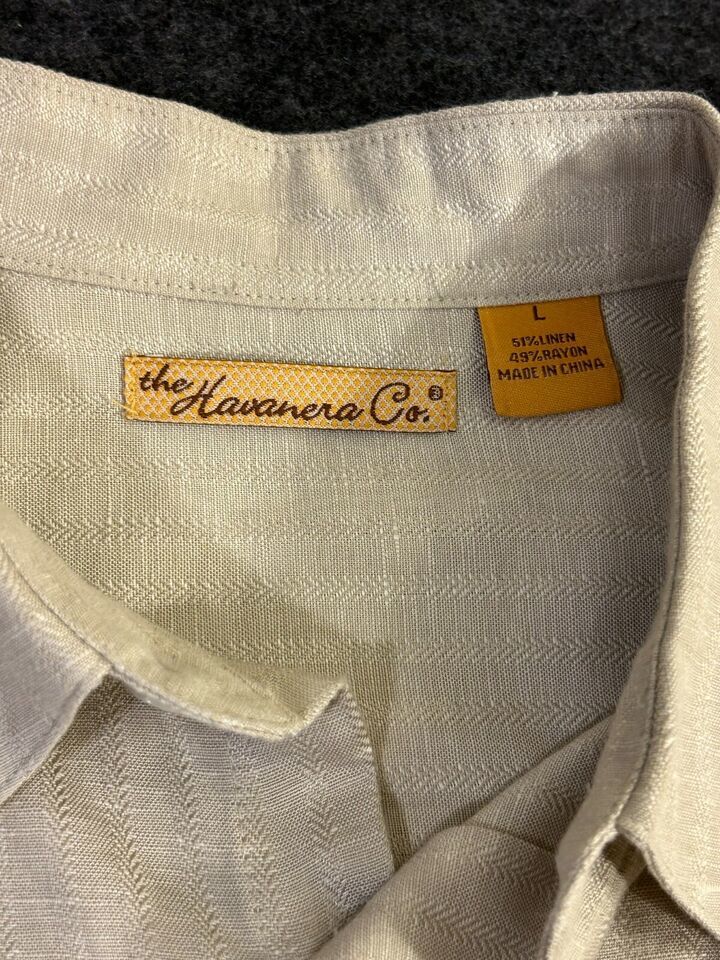 the Havanera Co.®
L
51% LINEN
49% RAYON
MADE IN CHINA